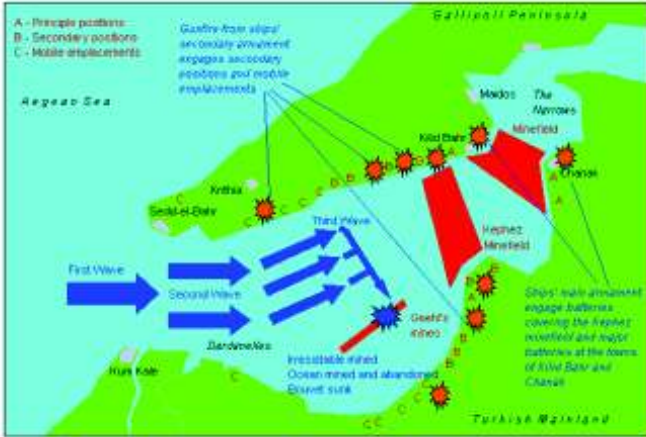 A - Principle positions
B - Secondary positions
C - Mobile emplacements
Gunfire from ships'
secondary armament
engages secondary
positions and mobile
emplacements
Gallipoli Peninsula
Aegean Sea
Maidos
The
Narrows
Kilid Bahr
Minefield
Chanak
Krithia
Sedd-el-Bahr
Third Wave
Kephez
Minefield
First Wave
Second Wave
Geehl's
mines
Dardanelles
Irresistable mined
Ocean mined and abandoned
Bouvet sunk
Kum Kale
Ships' main armament
engage batteries
covering the Kephez
minefield and major
batteries at the towns
of Kilid Bahr and
Chanak
Turkish Mainland